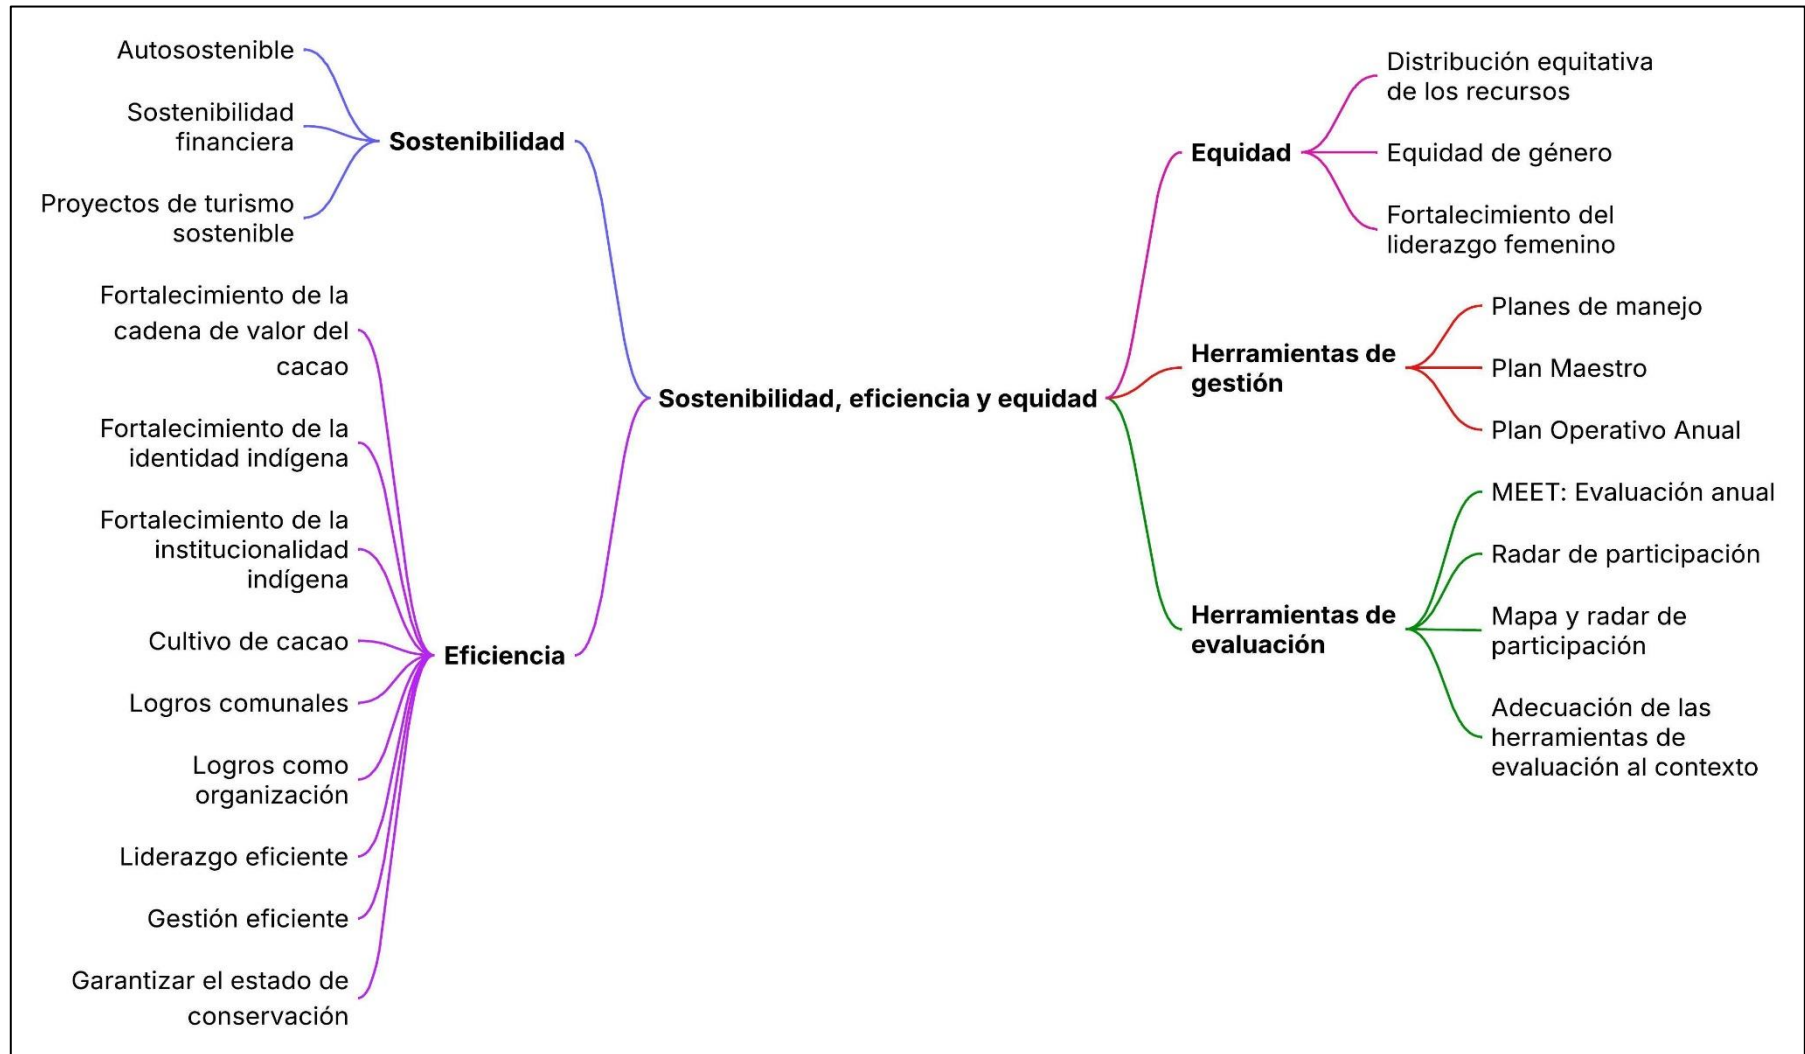 Autosostenible
Sostenibilidad
financiera
Proyectos de turismo
sostenible
Sostenibilidad
Fortalecimiento de la
cadena de valor del
cacao
Fortalecimiento de la
identidad indígena
Fortalecimiento de la
institucionalidad
indígena
Cultivo de cacao
Logros comunales
Logros como
organización
Liderazgo eficiente
Gestión eficiente
Garantizar el estado de
conservación
Eficiencia
Sostenibilidad, eficiencia y equidad
Equidad
Distribución equitativa
de los recursos
Equidad de género
Fortalecimiento del
liderazgo femenino
Herramientas de
gestión
Planes de manejo
Plan Maestro
Plan Operativo Anual
Herramientas de
evaluación
MEET: Evaluación anual
Radar de participación
Mapa y radar de
participación
Adecuación de las
herramientas de
evaluación al contexto